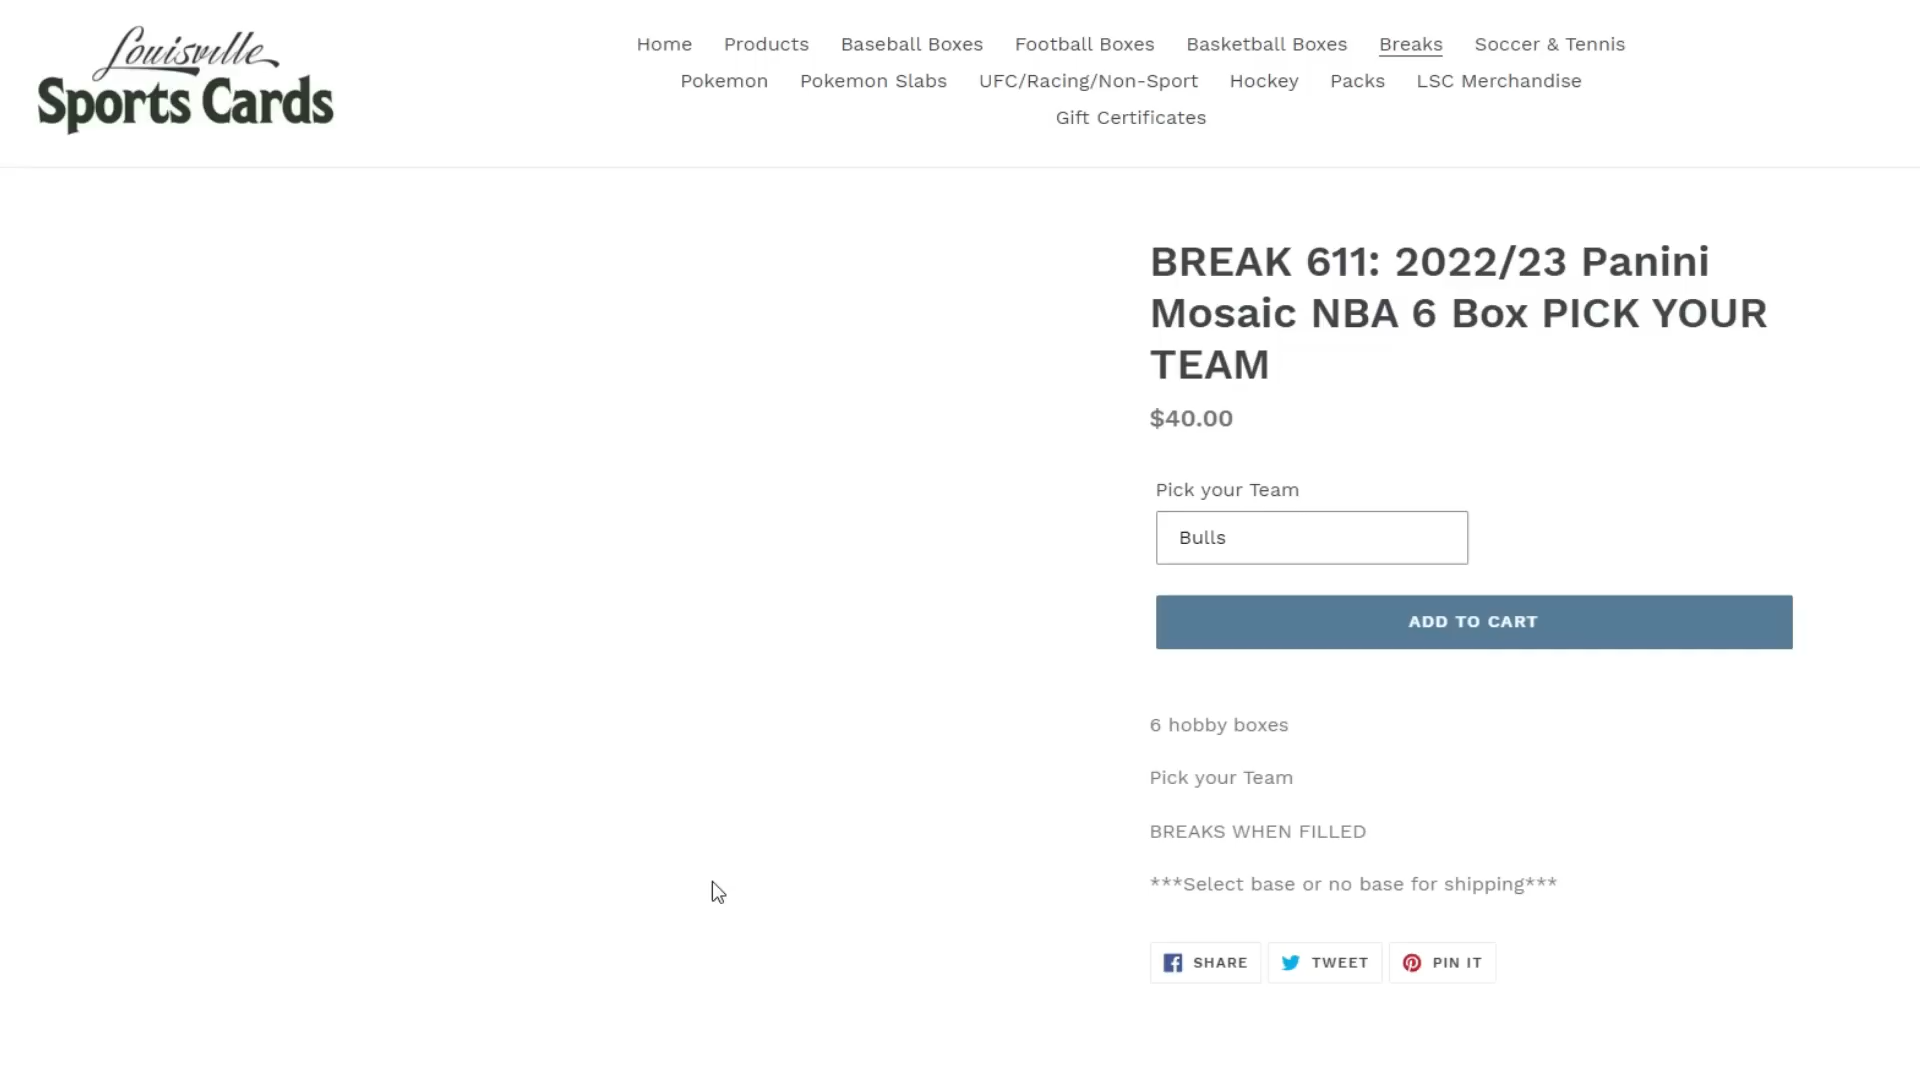 Louisville
Sports Cards
Home Products Baseball Boxes Football Boxes Basketball Boxes Breaks Soccer & Tennis
Pokemon Pokemon Slabs UFC/Racing/Non-Sport Hockey Packs LSC Merchandise
Gift Certificates
BREAK 611: 2022/23 Panini
Mosaic NBA 6 Box PICK YOUR
TEAM
$40.00
Pick your Team
Bulls
ADD TO CART
6 hobby boxes
Pick your Team
BREAKS WHEN FILLED
***Select base or no base for shipping***
SHARE TWEET PIN IT